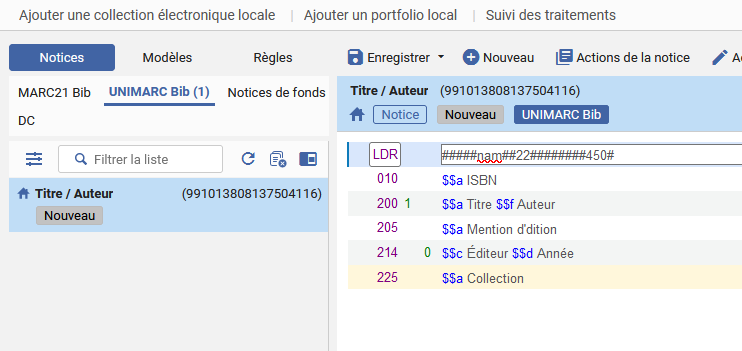 Ajouter une collection électronique locale | Ajouter un portfolio local | Suivi des traitements
Notices Modèles Règles
MARC21 Bib UNIMARC Bib (1) Notices de fonds
DC
Filtrer la liste
Titre / Auteur (991013808137504116)
Nouveau
Enregistrer Nouveau Actions de la notice
Titre / Auteur (991013808137504116)
Notice Nouveau UNIMARC Bib
LDR #####nam##22########450#
010 $$a ISBN
200 1 $$a Titre $$f Auteur
205 $$a Mention d'dition
214 0 $$c Éditeur $$d Année
225 $$a Collection